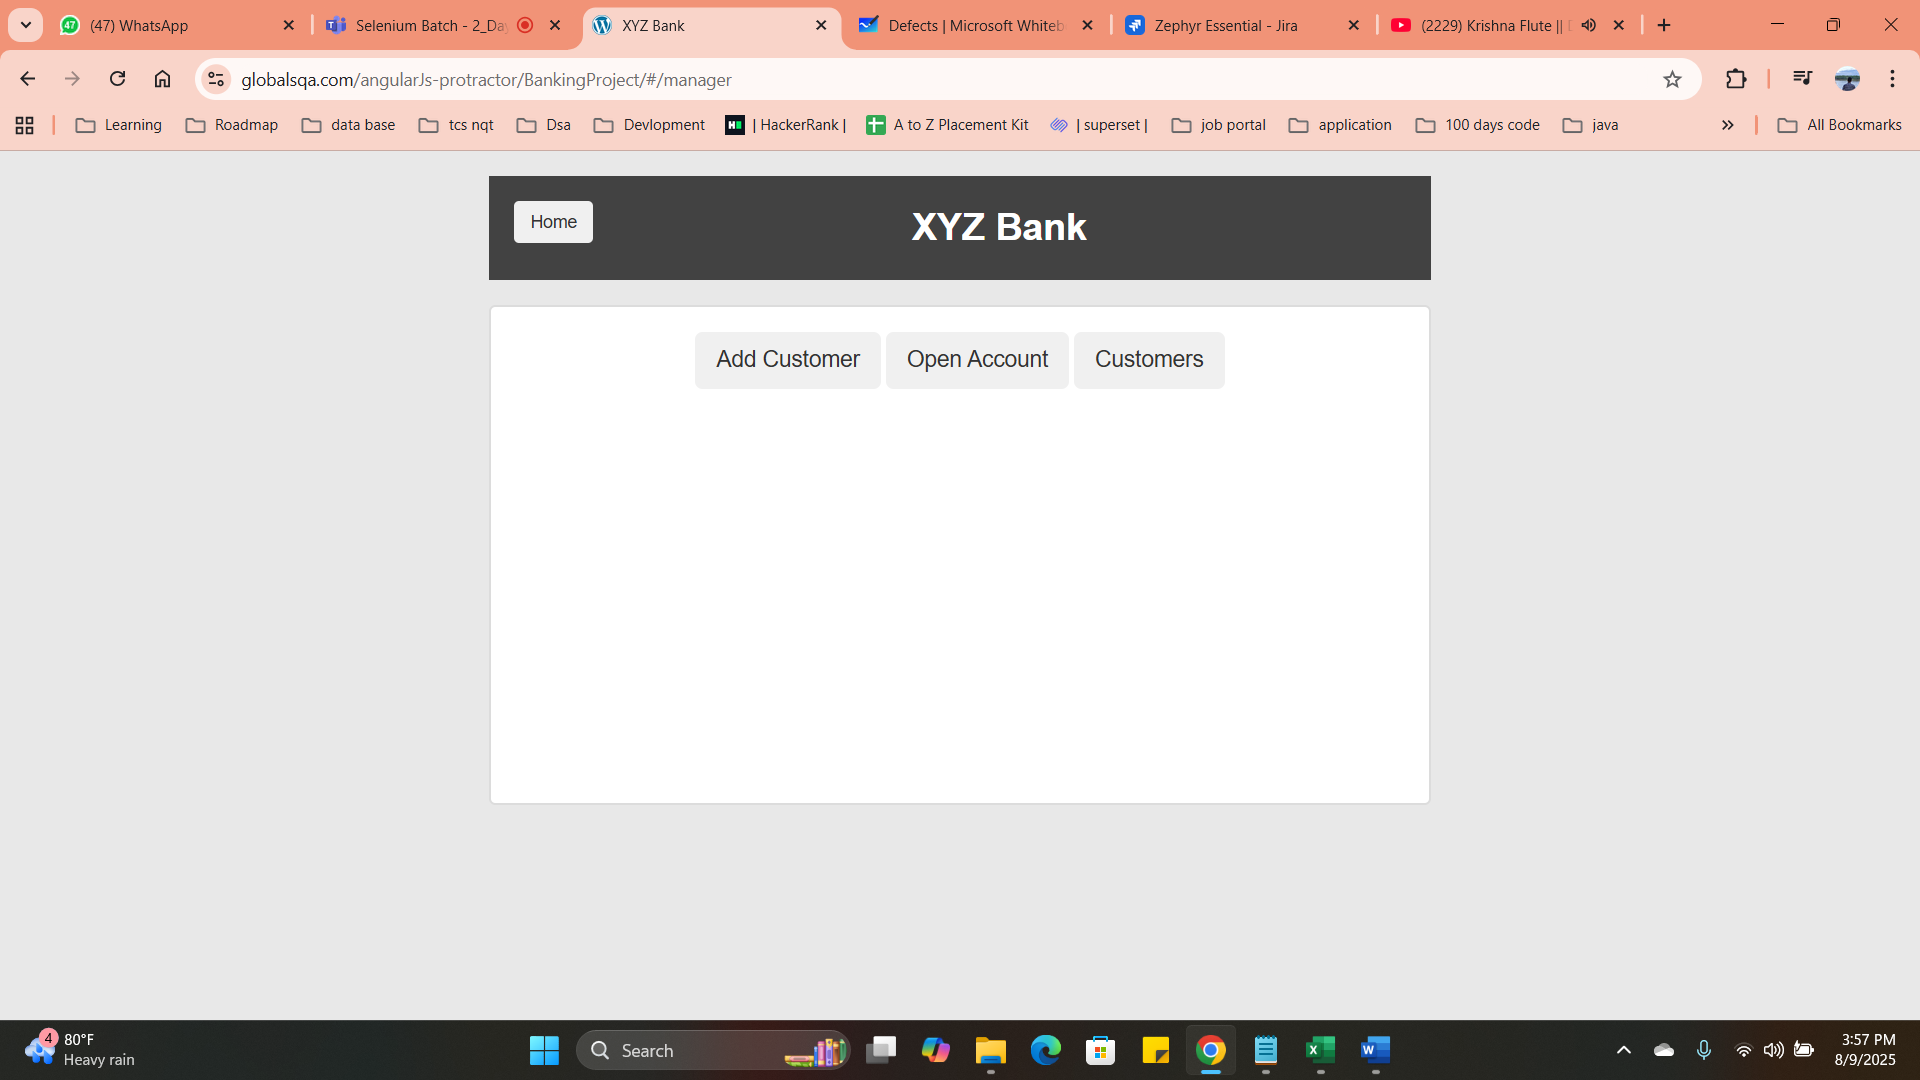 47
(47) WhatsApp
Selenium Batch - 2_Da
XYZ Bank
Defects | Microsoft Whiteb
Zephyr Essential - Jira
(2229) Krishna Flute ||
globalsqa.com/angularJs-protractor/BankingProject/#/manager
Learning
Roadmap
data base
tcs nqt
Dsa
Devlopment
| HackerRank |
A to Z Placement Kit
| superset |
job portal
application
100 days code
java
All Bookmarks
Home
XYZ Bank
Add Customer
Open Account
Customers
4
80°F
Heavy rain
Search
3:57 PM
8/9/2025